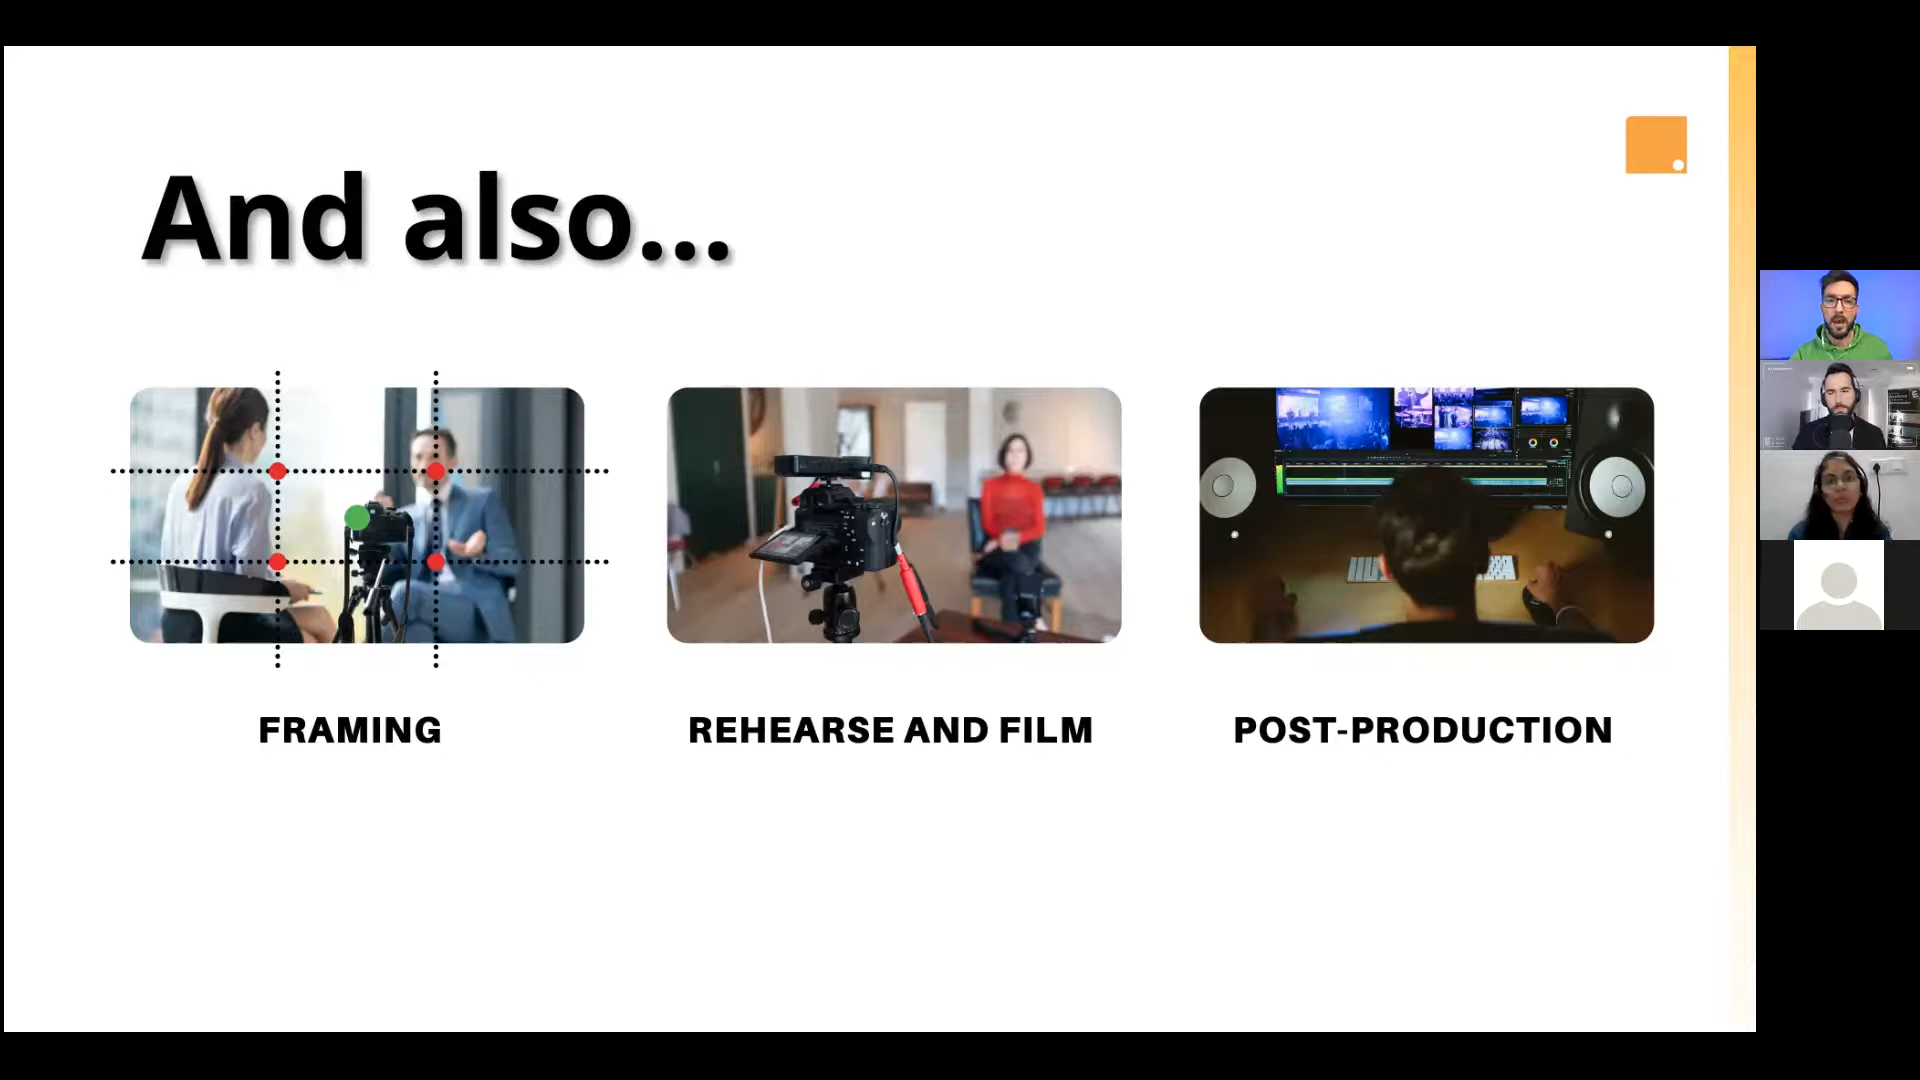 And also...
FRAMING
REHEARSE AND FILM
POST-PRODUCTION